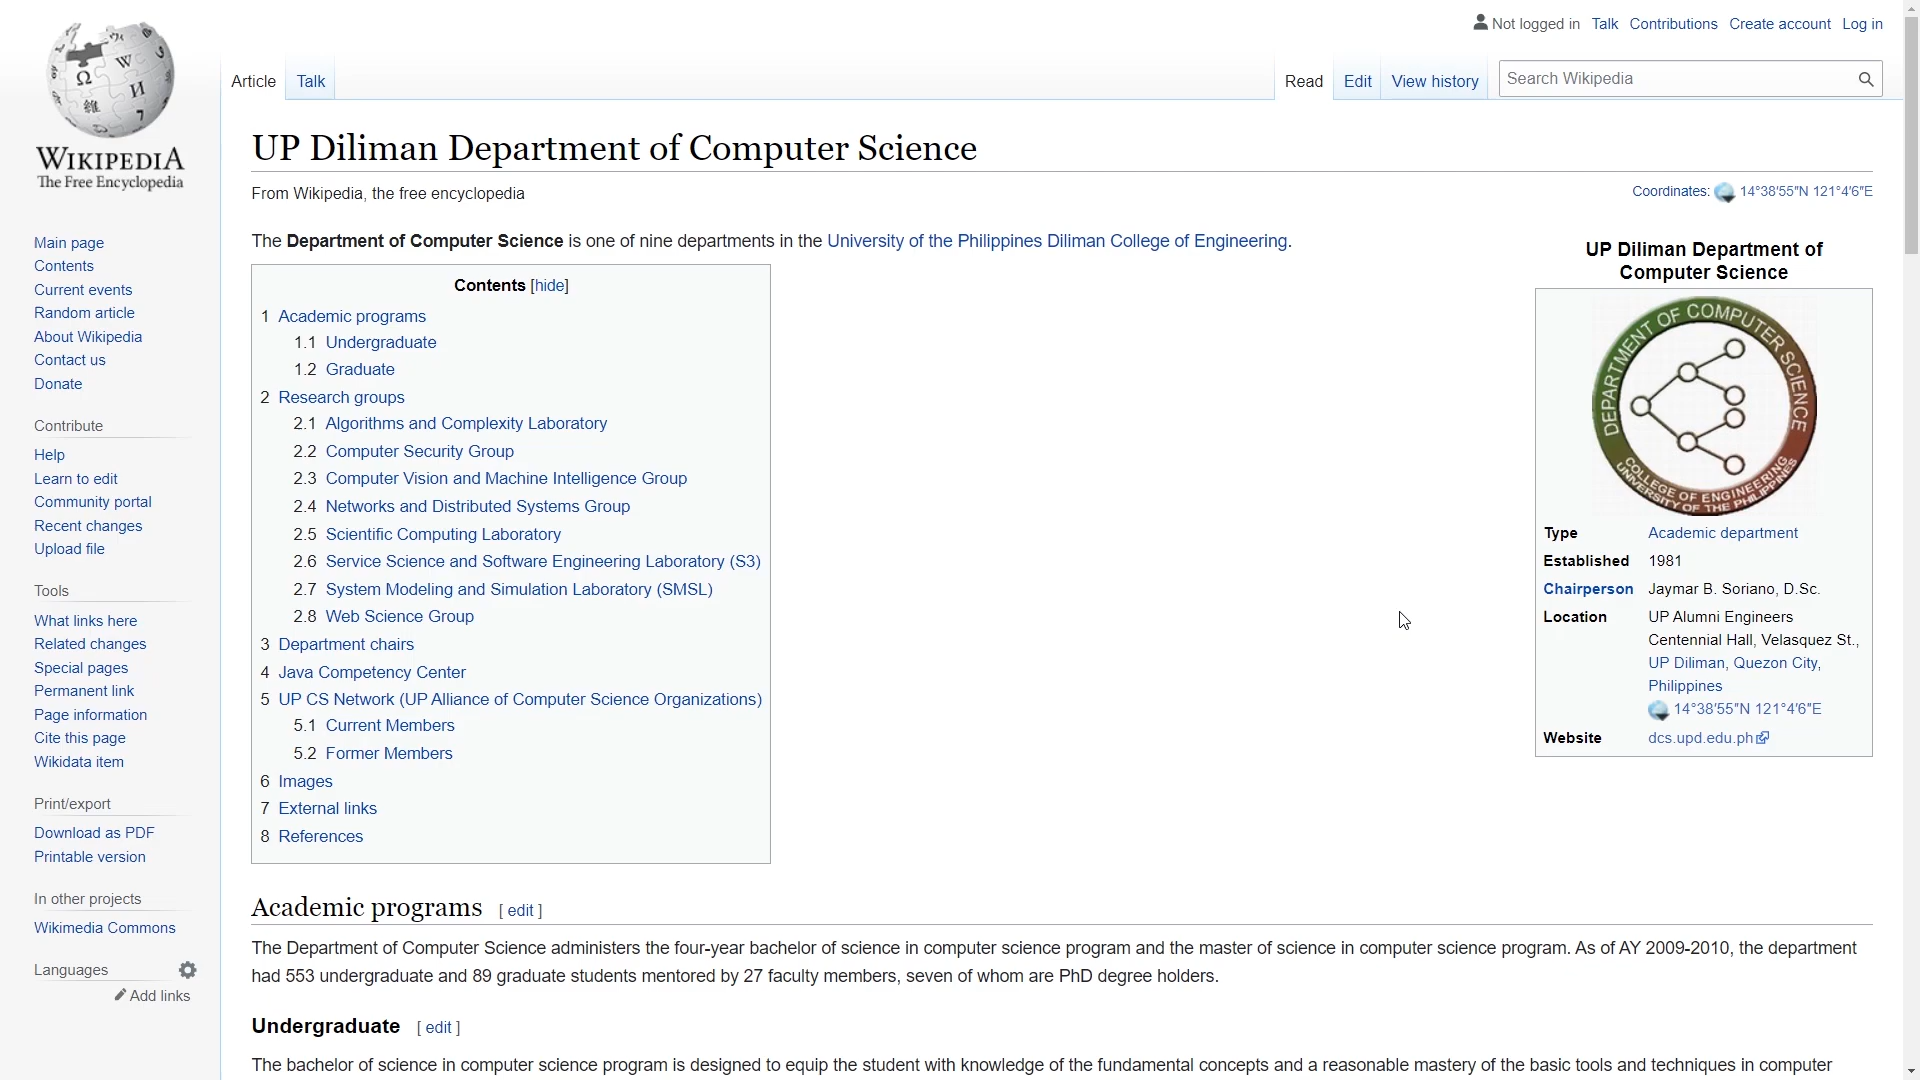 Not logged in Talk Contributions Create account Log in
Article Talk Read Edit View history Search Wikipedia
WIKIPEDIA
The Free Encyclopedia
Main page
Contents
Current events
Random article
About Wikipedia
Contact us
Donate
Contribute
Help
Learn to edit
Community portal
Recent changes
Upload file
Tools
What links here
Related changes
Special pages
Permanent link
Page information
Cite this page
Wikidata item
Print/export
Download as PDF
Printable version
In other projects
Wikimedia Commons
Languages
Add links
UP Diliman Department of Computer Science
From Wikipedia, the free encyclopedia
Coordinates: 14°38′55″N 121°4′6″E
The Department of Computer Science is one of nine departments in the University of the Philippines Diliman College of Engineering.
Contents [hide]
1 Academic programs
1.1 Undergraduate
1.2 Graduate
2 Research groups
2.1 Algorithms and Complexity Laboratory
2.2 Computer Security Group
2.3 Computer Vision and Machine Intelligence Group
2.4 Networks and Distributed Systems Group
2.5 Scientific Computing Laboratory
2.6 Service Science and Software Engineering Laboratory (S3)
2.7 System Modeling and Simulation Laboratory (SMSL)
2.8 Web Science Group
3 Department chairs
4 Java Competency Center
5 UP CS Network (UP Alliance of Computer Science Organizations)
5.1 Current Members
5.2 Former Members
6 Images
7 External links
8 References
UP Diliman Department of
Computer Science
DEPARTMENT OF COMPUTER SCIENCE
COLLEGE OF ENGINEERING
UNIVERSITY OF THE PHILIPPINES
Type Academic department
Established 1981
Chairperson Jaymar B. Soriano, D.Sc.
Location UP Alumni Engineers
Centennial Hall, Velasquez St.,
UP Diliman, Quezon City,
Philippines
14°38′55″N 121°4′6″E
Website dcs.upd.edu.ph
Academic programs [ edit ]
The Department of Computer Science administers the four-year bachelor of science in computer science program and the master of science in computer science program. As of AY 2009-2010, the department
had 553 undergraduate and 89 graduate students mentored by 27 faculty members, seven of whom are PhD degree holders.
Undergraduate [ edit ]
The bachelor of science in computer science program is designed to equip the student with knowledge of the fundamental concepts and a reasonable mastery of the basic tools and techniques in computer